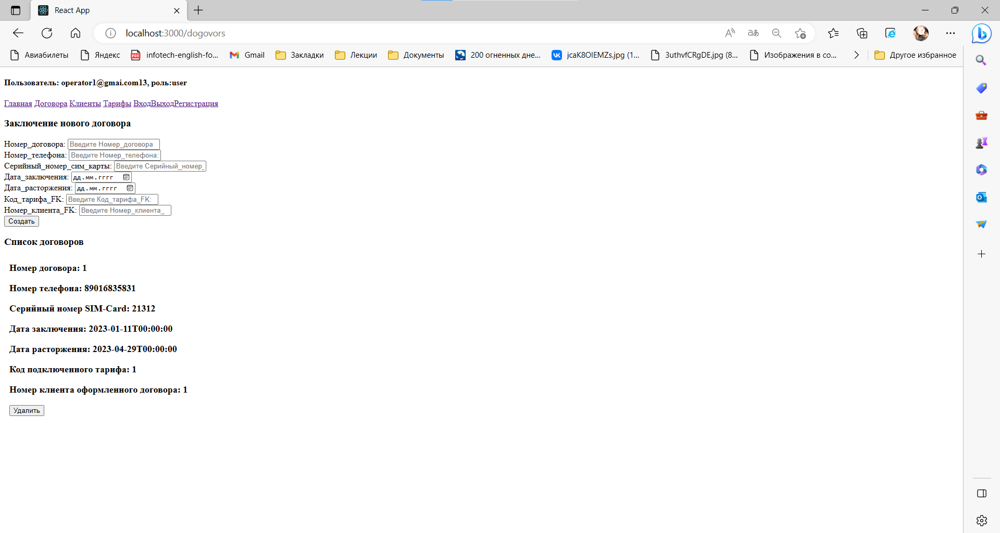 React App
localhost:3000/dogovors
Авиабилеты Яндекс infotech-english-fo... Gmail Закладки Лекции Документы 200 огненных дне... jcaK8OIEMZs.jpg (1... 3uthvfCRgDE.jpg (8... Изображения в со... Другое избранное
Пользователь: operator1@gmai.com13, роль:user
Главная Договора Клиенты Тарифы ВходВыходРегистрация
Заключение нового договора
Номер_договора: Введите Номер_договора
Номер_телефона: Введите Номер_телефона:
Серийный_номер_сим_карты: Введите Серийный_номер_
Дата_заключения: дд.мм.гггг
Дата_расторжения: дд.мм.гггг
Код_тарифа_FK: Введите Код_тарифа_FK:
Номер_клиента_FK: Введите Номер_клиента_
Создать
Список договоров
Номер договора: 1
Номер телефона: 89016835831
Серийный номер SIM-Card: 21312
Дата заключения: 2023-01-11T00:00:00
Дата расторжения: 2023-04-29T00:00:00
Код подключенного тарифа: 1
Номер клиента оформленного договора: 1
Удалить